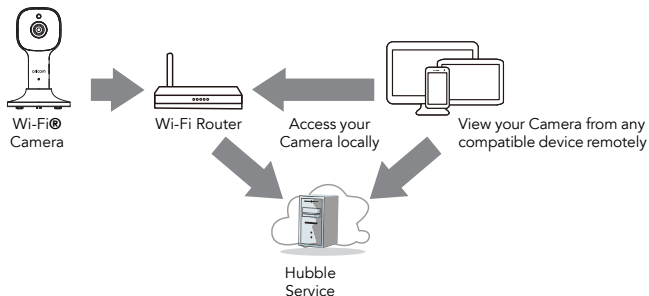 oricom
Wi-Fi®
Camera
Wi-Fi Router
Access your
Camera locally
View your Camera from any
compatible device remotely
Hubble
Service